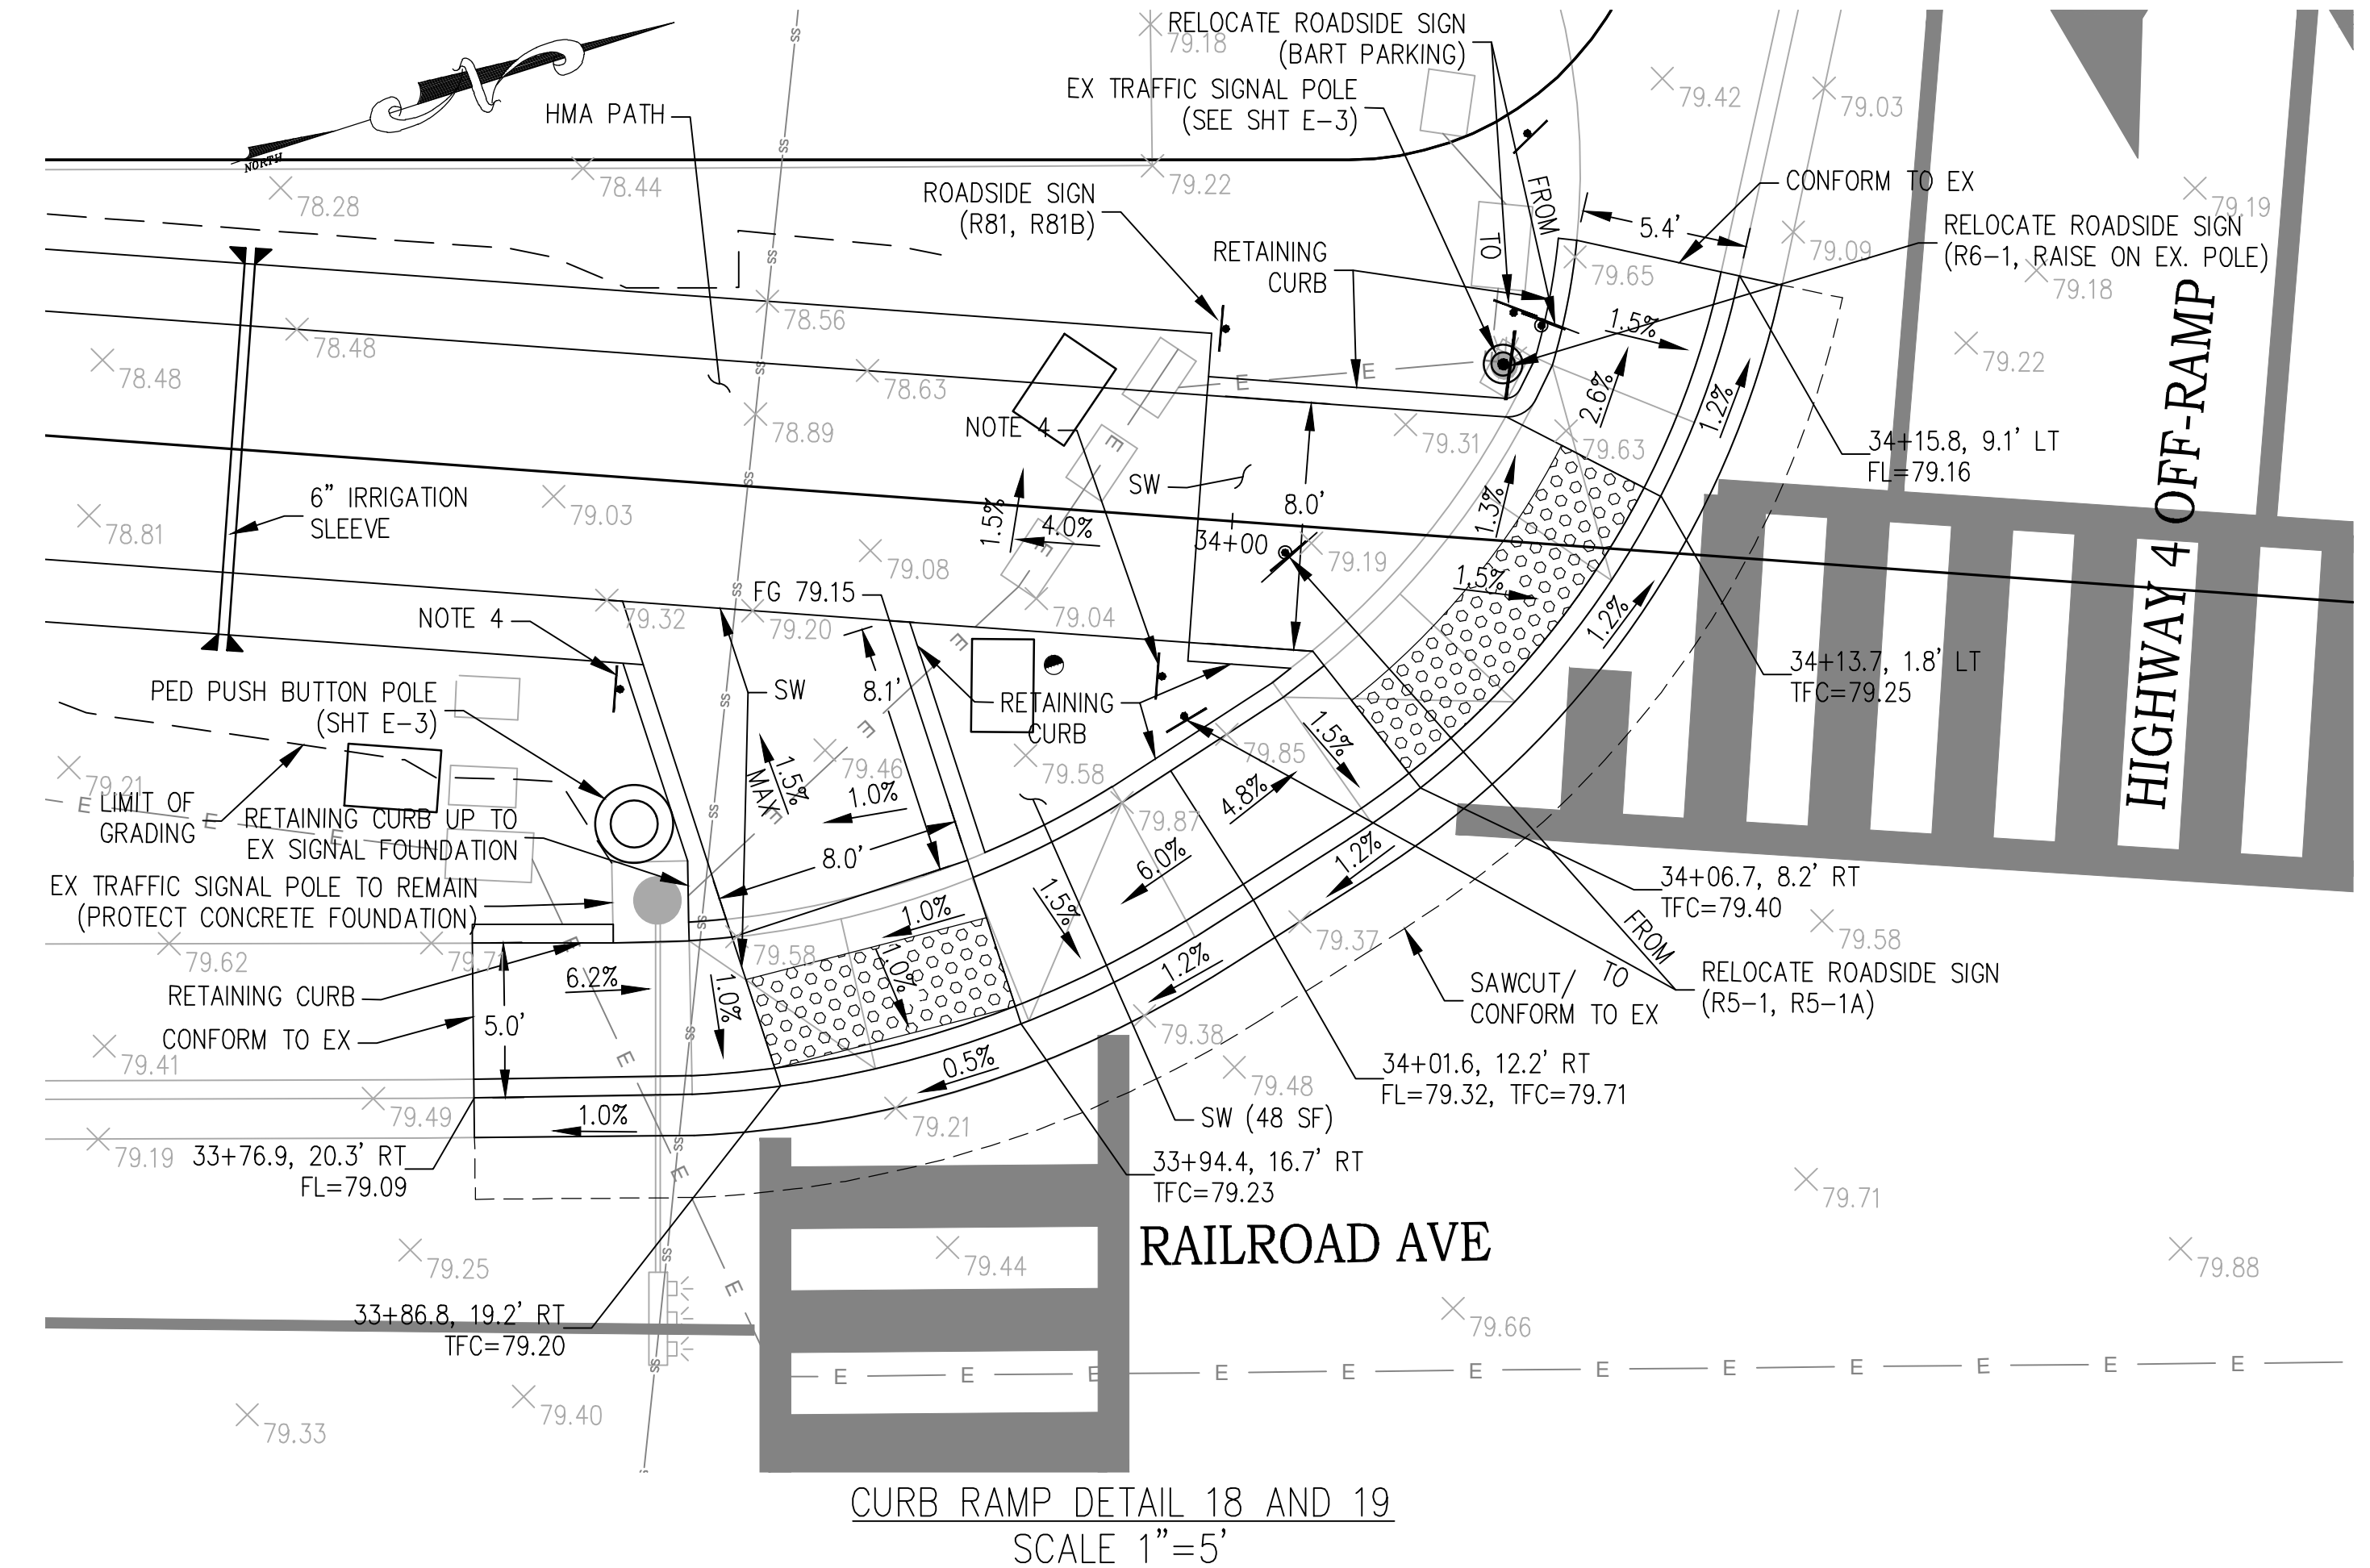 RELOCATE ROADSIDE SIGN
(BART PARKING)
79.18
EX TRAFFIC SIGNAL POLE
(SEE SHT E-3)
79.42
79.03
HMA PATH
NORTH
SS
78.28
78.44
79.22
ROADSIDE SIGN
(R81, R81B)
FROM
TO
CONFORM TO EX
79.19
5.4’
RELOCATE ROADSIDE SIGN
(R6-1, RAISE ON EX. POLE)
RETAINING
CURB
79.65
79.09
79.18
SS
SS
78.56
78.48
78.48
78.63
1.5%
79.22
E
E
2.6%
1.2%
SS
78.89
NOTE 4
79.31
79.63
34+15.8, 9.1’ LT
FL=79.16
HIGHWAY 4 OFF-RAMP
6” IRRIGATION
SLEEVE
SS
SW
8.0’
1.3%
78.81
79.03
1.5%
4.0%
34+00
E
E
79.08
79.19
FG 79.15
1.5%
1.2%
SS
NOTE 4
79.32
79.20
79.04
E
34+13.7, 1.8’ LT
TFC=79.25
PED PUSH BUTTON POLE
(SHT E-3)
SW
8.1’
RETAINING
CURB
SS
E
79.21
1.5%
MAX
79.46
79.58
79.85
1.5%
E
LIMIT OF
GRADING
E
E
1.0%
E
4.8%
79.87
RETAINING CURB UP TO
EX SIGNAL FOUNDATION
SS
8.0’
6.0%
1.2%
34+06.7, 8.2’ RT
TFC=79.40
EX TRAFFIC SIGNAL POLE TO REMAIN
(PROTECT CONCRETE FOUNDATION)
SS
1.0%
1.5%
79.37
79.58
FROM
TO
79.62
79.71
E
79.58
6.2%
1.0%
1.0%
1.2%
SAWCUT/
CONFORM TO EX
RELOCATE ROADSIDE SIGN
(R5-1, R5-1A)
RETAINING CURB
CONFORM TO EX
5.0’
SS
79.38
79.41
E
0.5%
79.48
34+01.6, 12.2’ RT
FL=79.32, TFC=79.71
79.49
1.0%
79.21
SW (48 SF)
79.19
33+76.9, 20.3’ RT
FL=79.09
SS
E
33+94.4, 16.7’ RT
TFC=79.23
79.71
RAILROAD AVE
79.25
SS
79.44
79.88
E
33+86.8, 19.2’ RT
TFC=79.20
79.66
SS
E
E
E
E
E
E
E
E
E
E
E
E
79.33
79.40
SS
CURB RAMP DETAIL 18 AND 19
SCALE 1”=5’